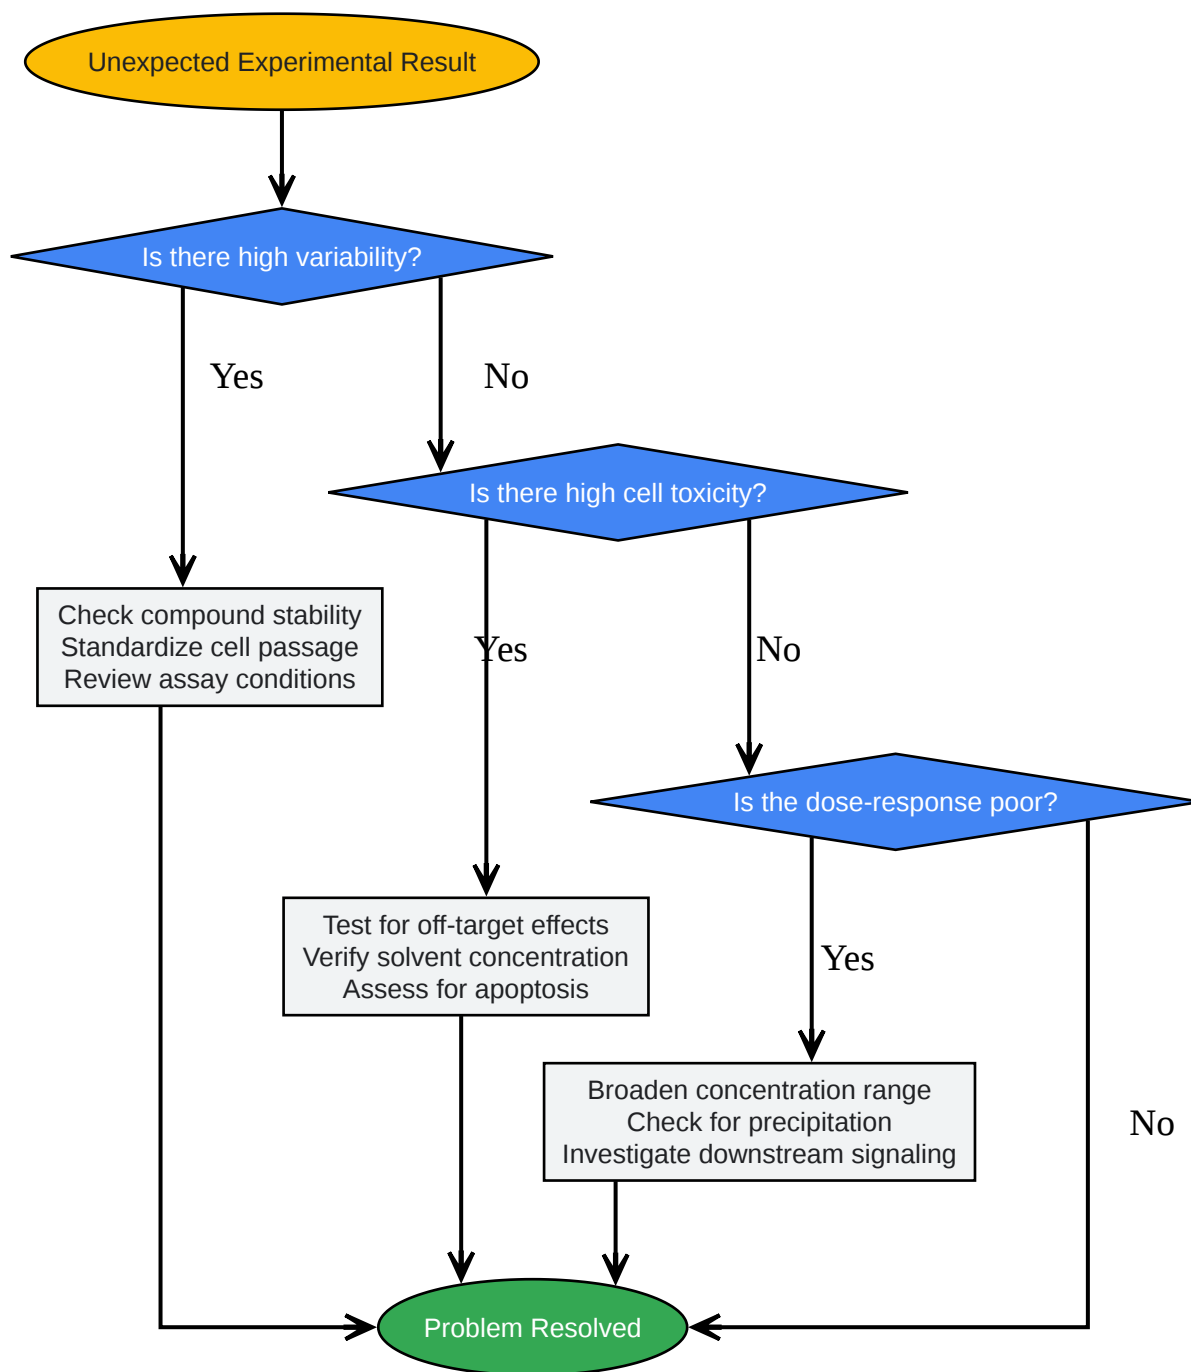 Unexpected Experimental Result
Is there high variability?
Yes
No
Is there high cell toxicity?
Check compound stability
Standardize cell passage
Review assay conditions
Yes
No
Is the dose-response poor?
Test for off-target effects
Verify solvent concentration
Assess for apoptosis
Yes
Broaden concentration range
Check for precipitation
Investigate downstream signaling
No
Problem Resolved